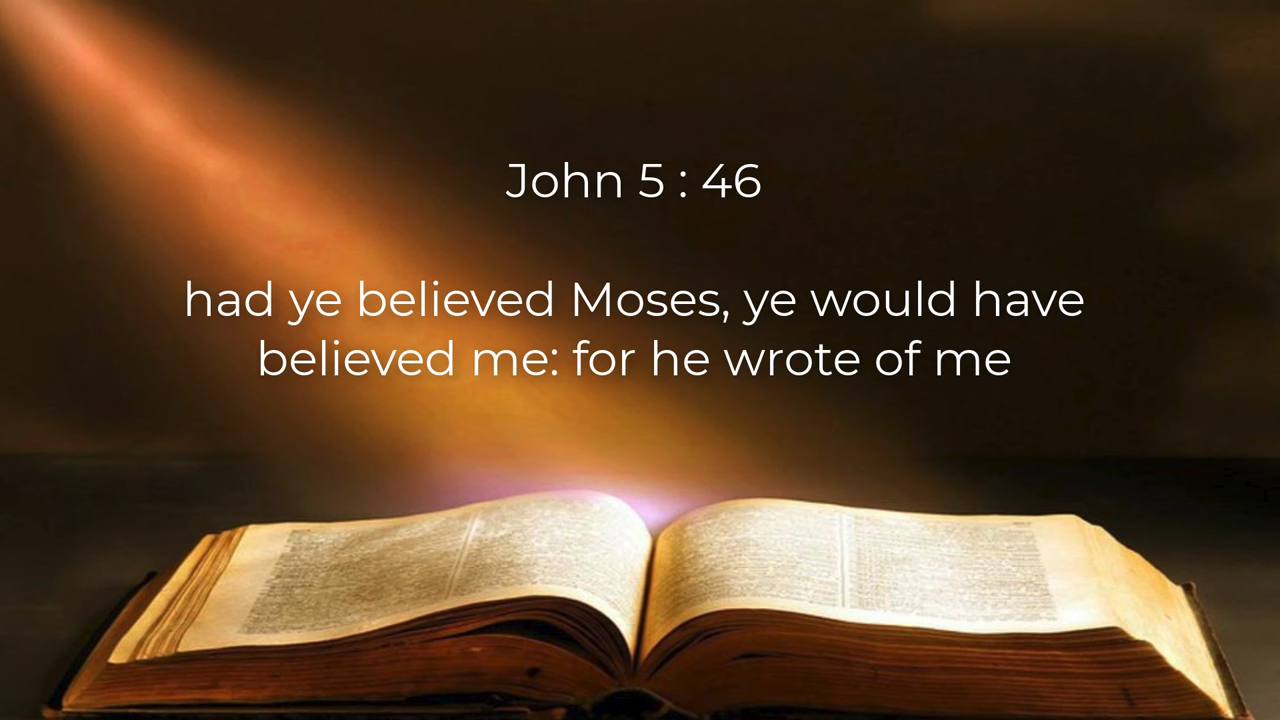 John 5 : 46
had ye believed Moses, ye would have
believed me: for he wrote of me